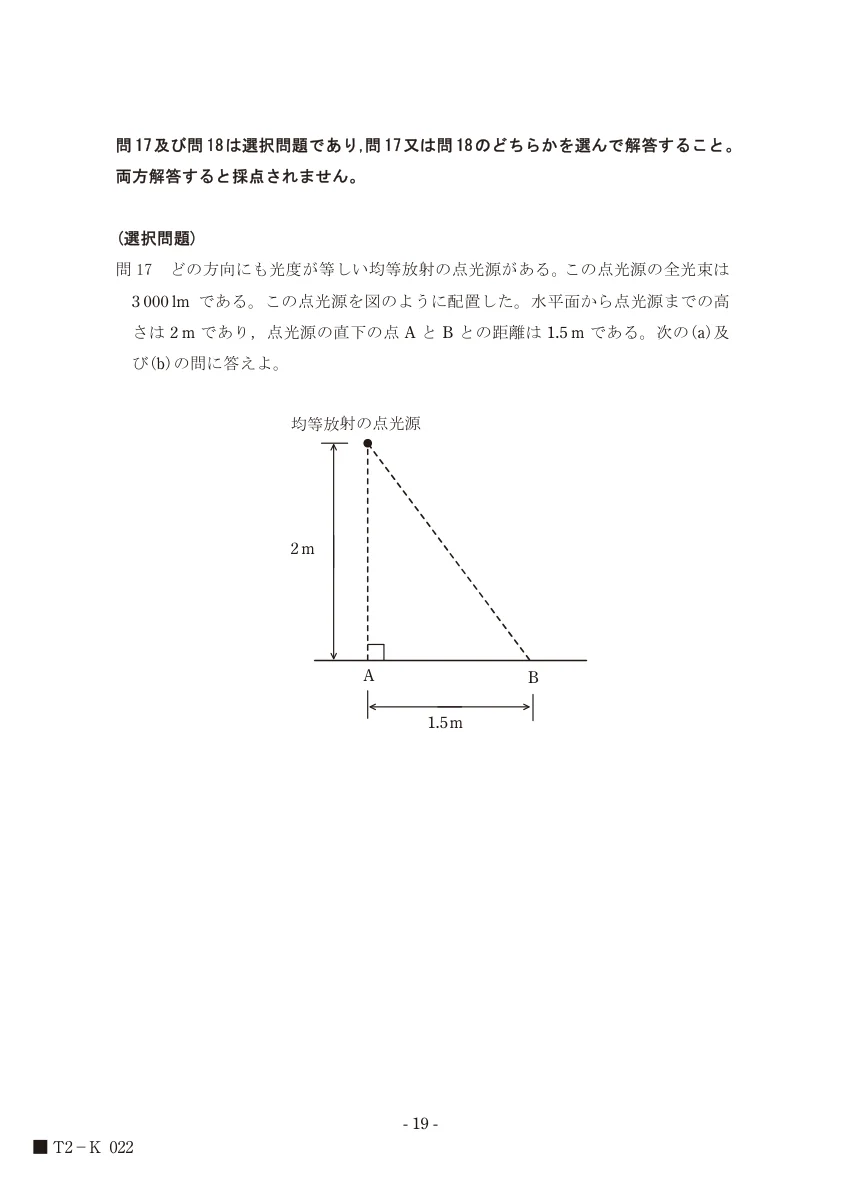 問17及び問18は選択問題であり,問17又は問18のどちらかを選んで解答すること。
両方解答すると採点されません。
(選択問題)
問 17 どの方向にも光度が等しい均等放射の点光源がある。この点光源の全光束は
3 000 lm である。この点光源を図のように配置した。水平面から点光源までの高
さは 2 m であり，点光源の直下の点 A と B との距離は 1.5 m である。次の(a)及
び(b)の問に答えよ。
均等放射の点光源
2 m
A
B
1.5 m
- 19 -
■ T2－K 022